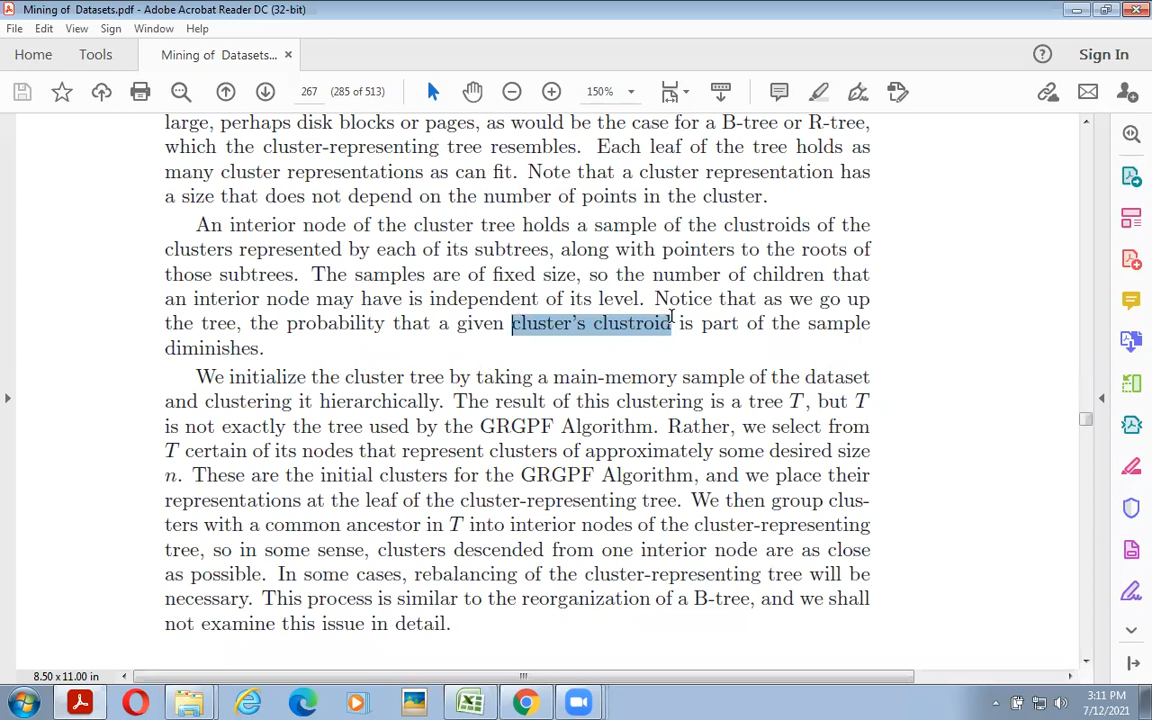 Mining of Datasets.pdf - Adobe Acrobat Reader DC (32-bit)
File Edit View Sign Window Help
Home Tools Mining of Datasets... × Sign In
267 (285 of 513) 150%
large, perhaps disk blocks or pages, as would be the case for a B-tree or R-tree,
which the cluster-representing tree resembles. Each leaf of the tree holds as
many cluster representations as can fit. Note that a cluster representation has
a size that does not depend on the number of points in the cluster.
An interior node of the cluster tree holds a sample of the clustroids of the
clusters represented by each of its subtrees, along with pointers to the roots of
those subtrees. The samples are of fixed size, so the number of children that
an interior node may have is independent of its level. Notice that as we go up
the tree, the probability that a given cluster's clustroid is part of the sample
diminishes.
We initialize the cluster tree by taking a main-memory sample of the dataset
and clustering it hierarchically. The result of this clustering is a tree T, but T
is not exactly the tree used by the GRGPF Algorithm. Rather, we select from
T certain of its nodes that represent clusters of approximately some desired size
n. These are the initial clusters for the GRGPF Algorithm, and we place their
representations at the leaf of the cluster-representing tree. We then group clus-
ters with a common ancestor in T into interior nodes of the cluster-representing
tree, so in some sense, clusters descended from one interior node are as close
as possible. In some cases, rebalancing of the cluster-representing tree will be
necessary. This process is similar to the reorganization of a B-tree, and we shall
not examine this issue in detail.
8.50 x 11.00 in
3:11 PM
7/12/2021